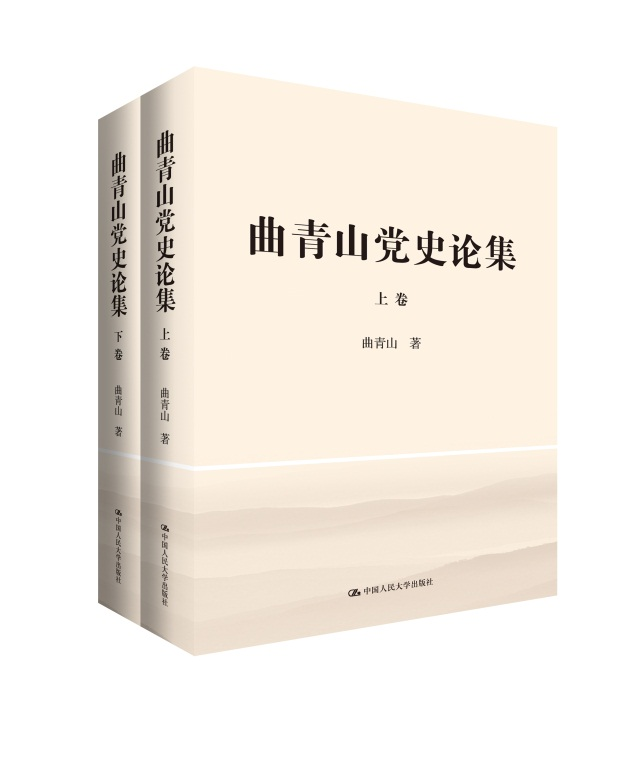 曲青山党史论集
上卷
曲青山 著
中国人民大学出版社
曲青山党史论集
上卷
曲青山 著
中国人民大学出版社
曲青山党史论集
下卷
曲青山 著
中国人民大学出版社